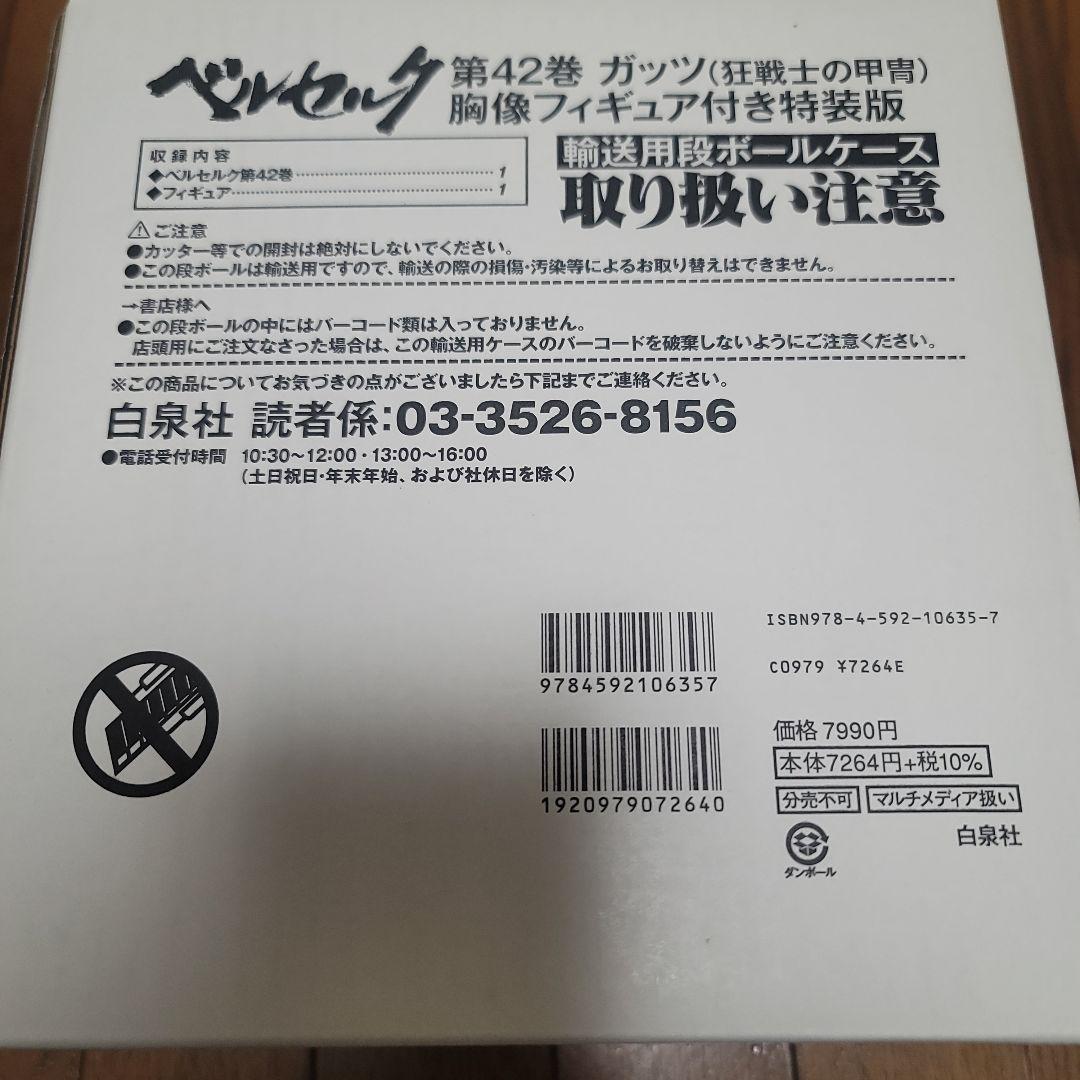 ベルセルク 第42巻 ガッツ(狂戦士の甲冑)
胸像フィギュア付き特装版
輸送用段ボールケース
取り扱い注意
収録内容
◆ベルセルク第42巻…………………………1
◆フィギュア…………………………………1
⚠ご注意
●カッター等での開封は絶対にしないでください。
●この段ボールは輸送用ですので、輸送の際の損傷・汚染等によるお取り替えはできません。
→書店様へ
●この段ボールの中にはバーコード類は入っておりません。
店頭用にご注文なさった場合は、この輸送用ケースのバーコードを破棄しないようにご注意ください。
※この商品についてお気づきの点がございましたら下記までご連絡ください。
白泉社 読者係:03-3526-8156
●電話受付時間 10:30〜12:00・13:00〜16:00
(土日祝日・年末年始、および社休日を除く)
9784592106357
ISBN978-4-592-10635-7
C0979 ¥7264E
1920979072640
価格 7990円
本体7264円+税10%
分売不可 マルチメディア扱い
ダンボール
白泉社